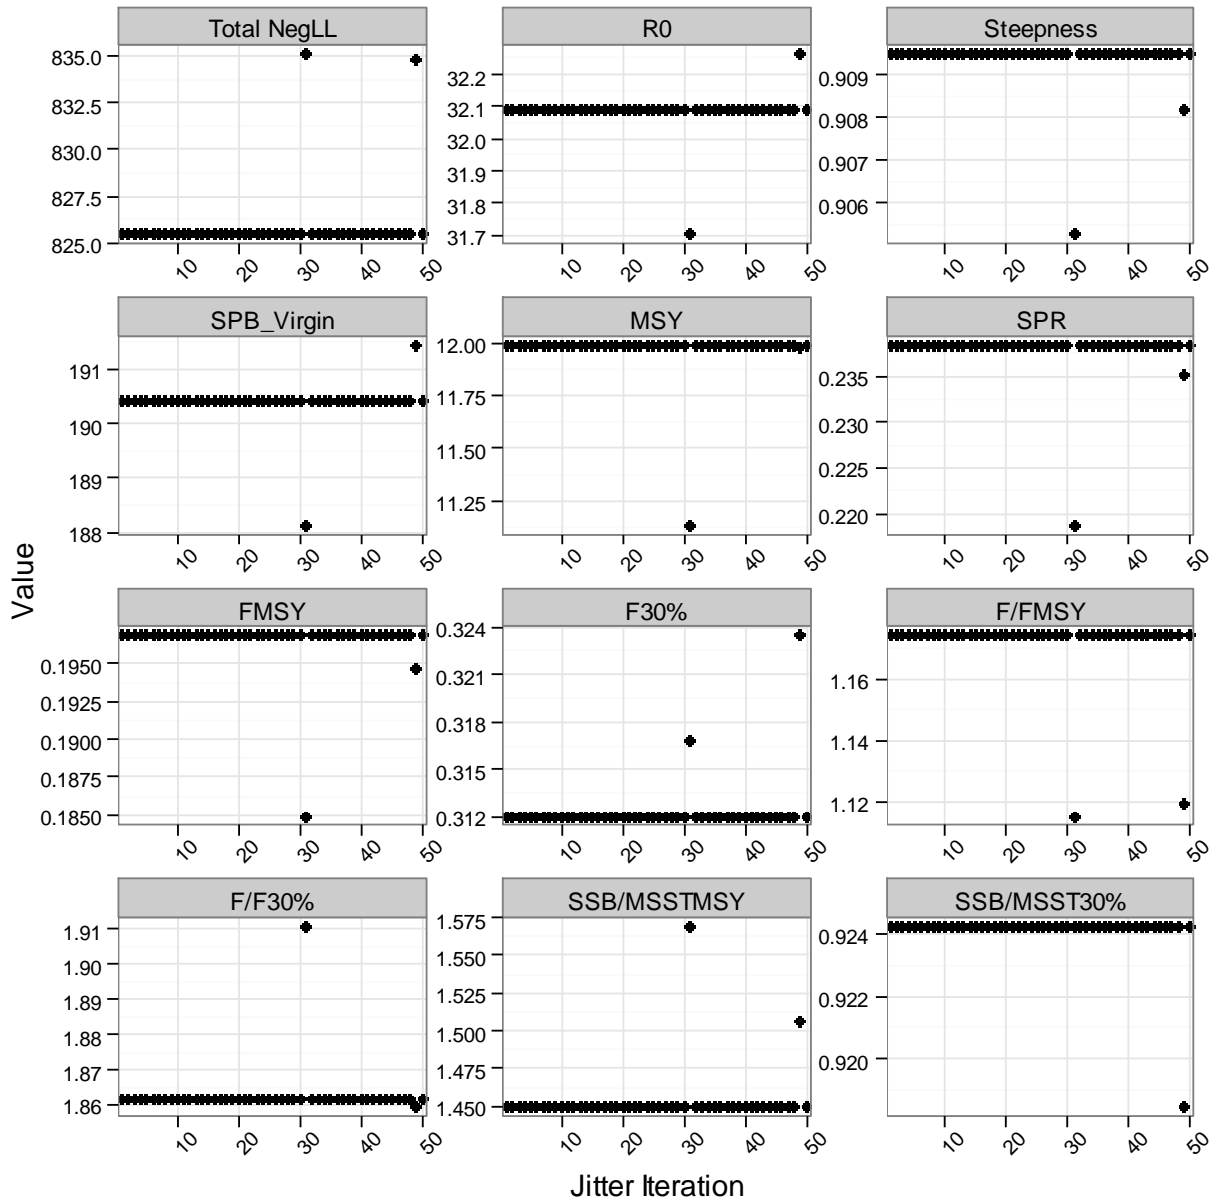 Total NegLL
R0
Steepness
835.0
832.5
830.0
827.5
825.0
32.2
32.1
32.0
31.9
31.8
31.7
0.909
0.908
0.907
0.906
10 20 30 40 50
10 20 30 40 50
10 20 30 40 50
SPB_Virgin
MSY
SPR
191
190
189
188
12.00
11.75
11.50
11.25
0.235
0.230
0.225
0.220
10 20 30 40 50
10 20 30 40 50
10 20 30 40 50
Value
FMSY
F30%
F/FMSY
0.1950
0.1925
0.1900
0.1875
0.1850
0.324
0.321
0.318
0.315
0.312
1.16
1.14
1.12
10 20 30 40 50
10 20 30 40 50
10 20 30 40 50
F/F30%
SSB/MSSTMSY
SSB/MSST30%
1.91
1.90
1.89
1.88
1.87
1.86
1.575
1.550
1.525
1.500
1.475
1.450
0.924
0.922
0.920
10 20 30 40 50
10 20 30 40 50
10 20 30 40 50
Jitter Iteration